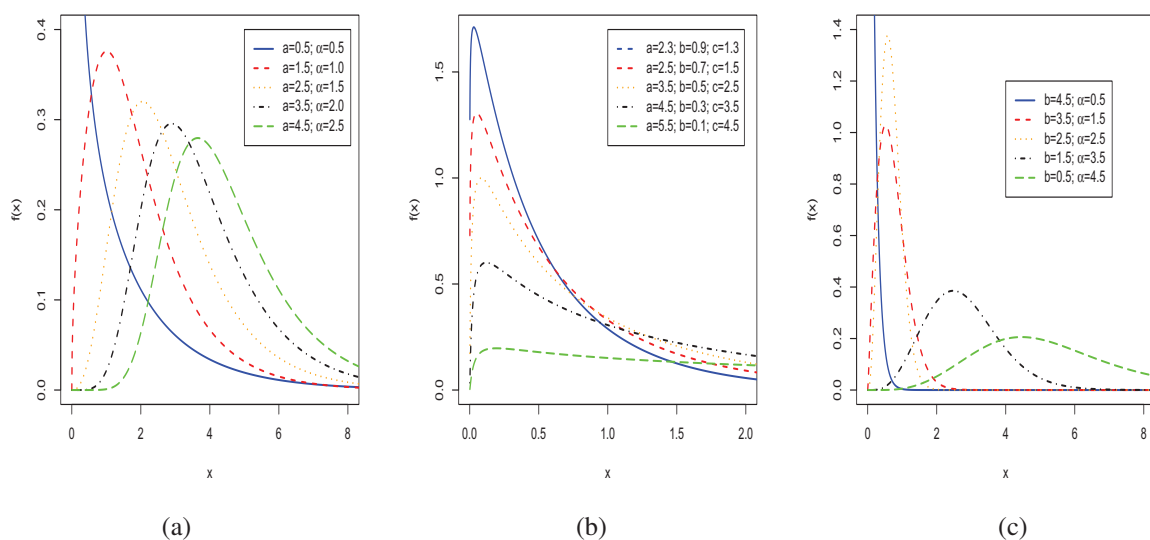 0.0
0.1
0.2
0.3
0.4
f(x)
0 2 4 6 8
x
a=0.5; α=0.5
a=1.5; α=1.0
a=2.5; α=1.5
a=3.5; α=2.0
a=4.5; α=2.5
(a)
0.0
0.5
1.0
1.5
f(x)
0.0 0.5 1.0 1.5 2.0
x
a=2.3; b=0.9; c=1.3
a=2.5; b=0.7; c=1.5
a=3.5; b=0.5; c=2.5
a=4.5; b=0.3; c=3.5
a=5.5; b=0.1; c=4.5
(b)
0.0
0.2
0.4
0.6
0.8
1.0
1.2
1.4
f(x)
0 2 4 6 8
x
b=4.5; α=0.5
b=3.5; α=1.5
b=2.5; α=2.5
b=1.5; α=3.5
b=0.5; α=4.5
(c)